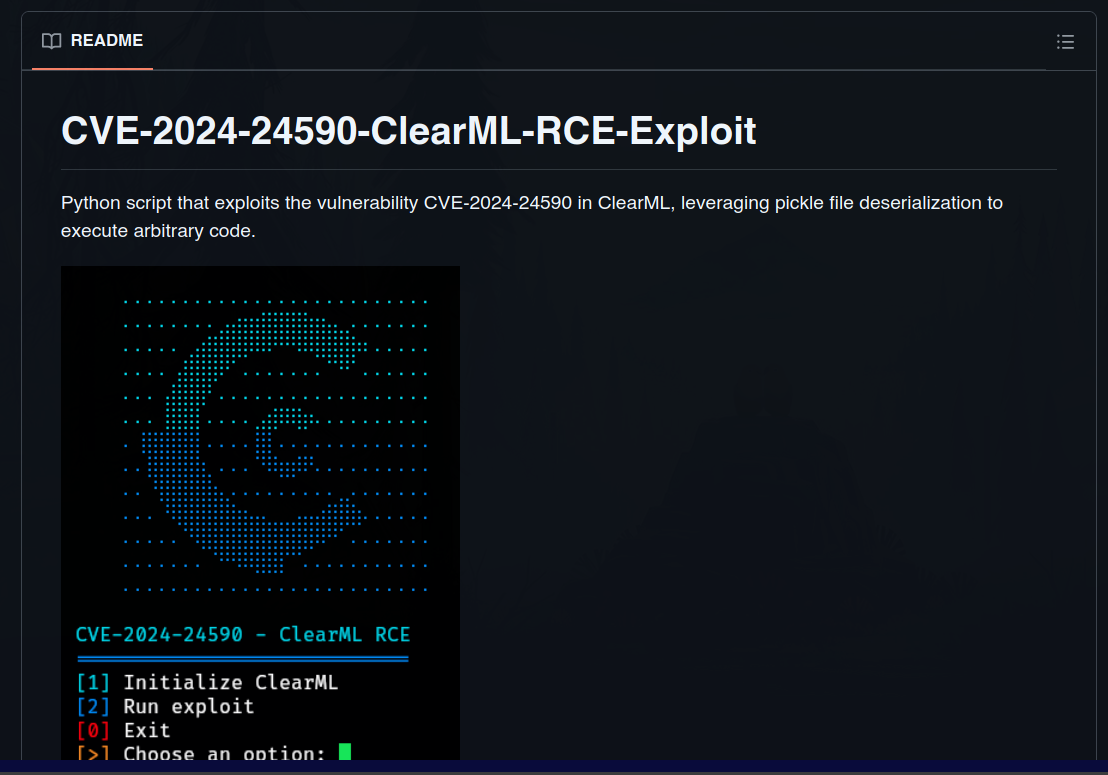 README
CVE-2024-24590-ClearML-RCE-Exploit
Python script that exploits the vulnerability CVE-2024-24590 in ClearML, leveraging pickle file deserialization to
execute arbitrary code.
CVE-2024-24590 - ClearML RCE
[1] Initialize ClearML
[2] Run exploit
[0] Exit
[>] Choose an option: